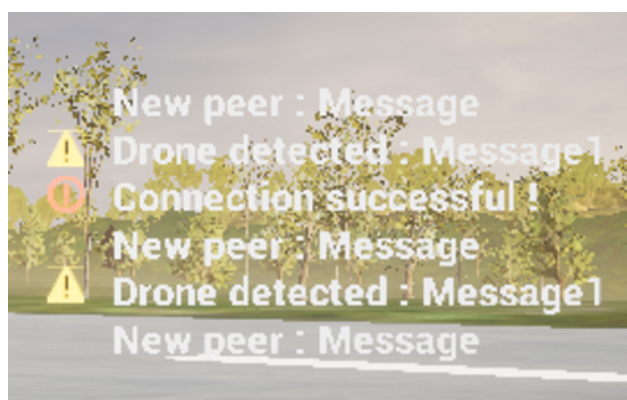 New peer : Message
Drone detected : Message1
Connection successful !
New peer : Message
Drone detected : Message1
New peer : Message